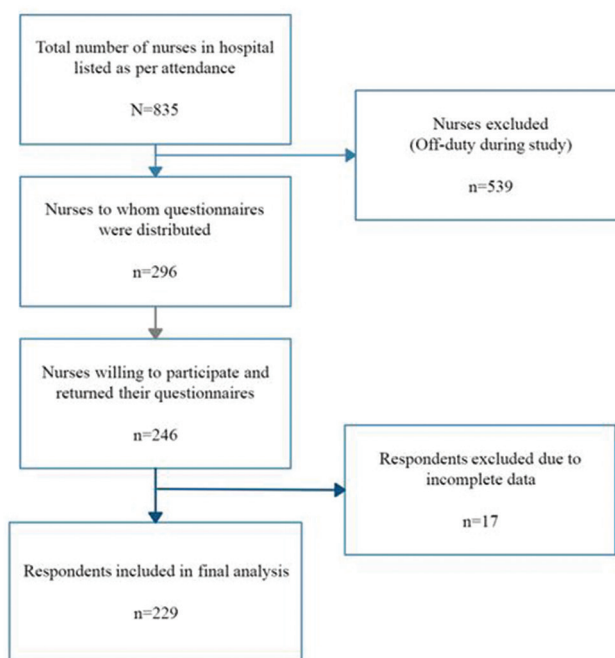 Total number of nurses in hospital
listed as per attendance
N=835
Nurses excluded
(Off-duty during study)
n=539
Nurses to whom questionnaires
were distributed
n=296
Nurses willing to participate and
returned their questionnaires
n=246
Respondents excluded due to
incomplete data
n=17
Respondents included in final analysis
n=229